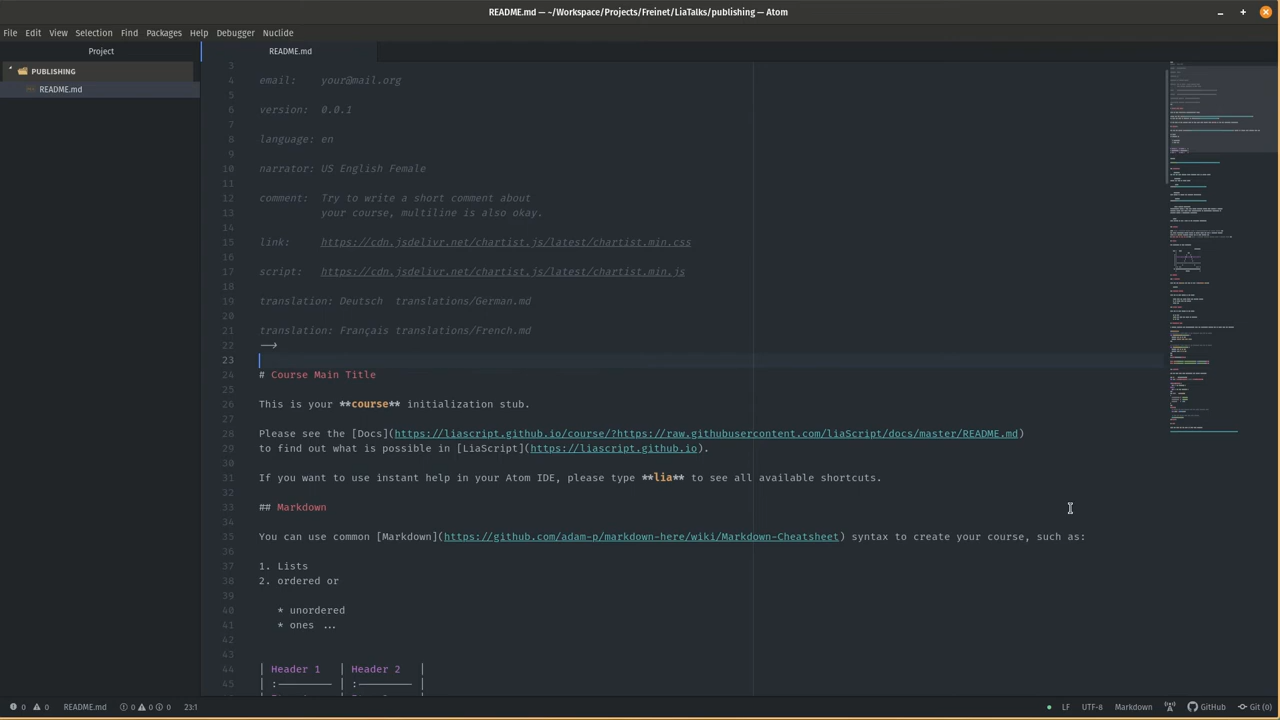 README.md — ~/Workspace/Projects/Freinet/LiaTalks/publishing — Atom
File Edit View Selection Find Packages Help Debugger Nuclide
Project
README.md
PUBLISHING
README.md
3
4 email: your@mail.org
5
6 version: 0.0.1
7
8 language: en
9
10 narrator: US English Female
11
12 comment: Try to write a short comment about
13 your course, multiline is also okay.
14
15 link: https://cdn.jsdelivr.net/chartist.js/latest/chartist.min.css
16
17 script: https://cdn.jsdelivr.net/chartist.js/latest/chartist.min.js
18
19 translation: Deutsch translations/German.md
20
21 translation: Français translations/French.md
22 -->
23
24 # Course Main Title
25
26 This is your **course** initialization stub.
27
28 Please see the [Docs](https://liascript.github.io/course/?https://raw.githubusercontent.com/liaScript/docs/master/README.md)
29 to find out what is possible in [LiaScript](https://liascript.github.io).
30
31 If you want to use instant help in your Atom IDE, please type **lia** to see all available shortcuts.
32
33 ## Markdown
34
35 You can use common [Markdown](https://github.com/adam-p/markdown-here/wiki/Markdown-Cheatsheet) syntax to create your course, such as:
36
37 1. Lists
38 2. ordered or
39
40 * unordered
41 * ones ...
42
43
44 | Header 1 | Header 2 |
45 | :--------- | :--------- |
0 0 README.md 0 0 0 23:1 LF UTF-8 Markdown GitHub Git (0)